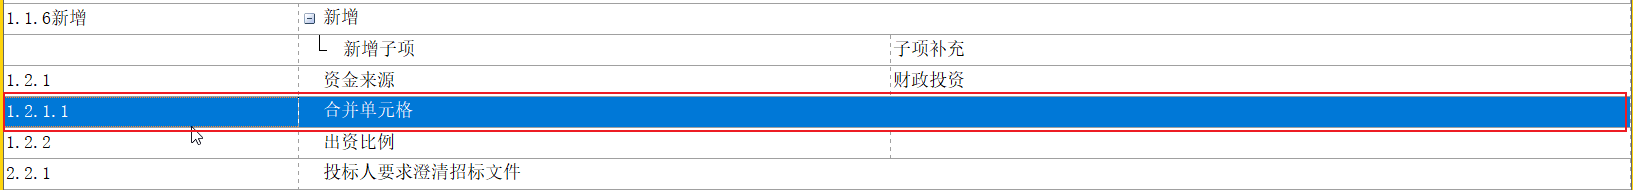 1.1.6新增 新增
新增子项 子项补充
1.2.1 资金来源 财政投资
1.2.1.1 合并单元格
1.2.2 出资比例
2.2.1 投标人要求澄清招标文件